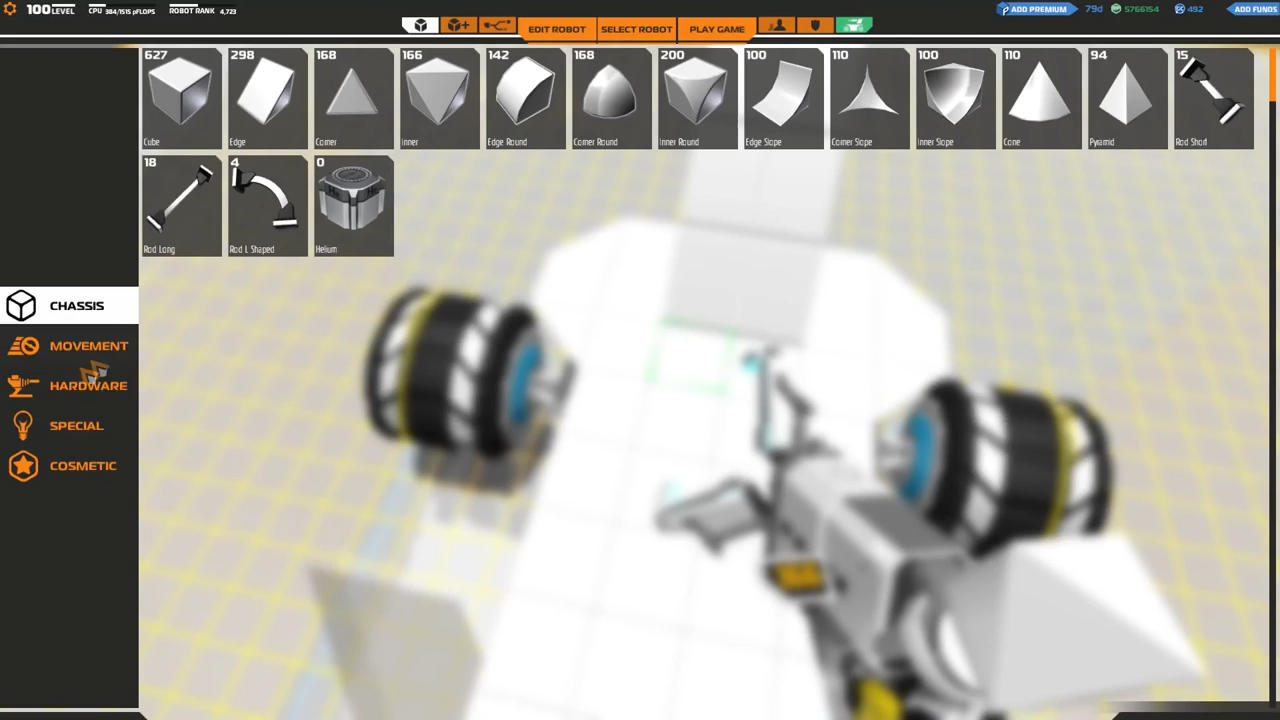 100 LEVEL CPU 384/1515 pFLOPS ROBOT RANK 4,723
ADD PREMIUM 79d 5766154 492 ADD FUNDS
EDIT ROBOT SELECT ROBOT PLAY GAME
627 298 168 166 142 168 200 100 110 100 110 94 15
Cube Edge Corner Inner Edge Round Corner Round Inner Round Edge Slope Corner Slope Inner Slope Cone Pyramid Rod Short
18 4 0
Rod Long Rod L Shaped Helium
CHASSIS
MOVEMENT
HARDWARE
SPECIAL
COSMETIC